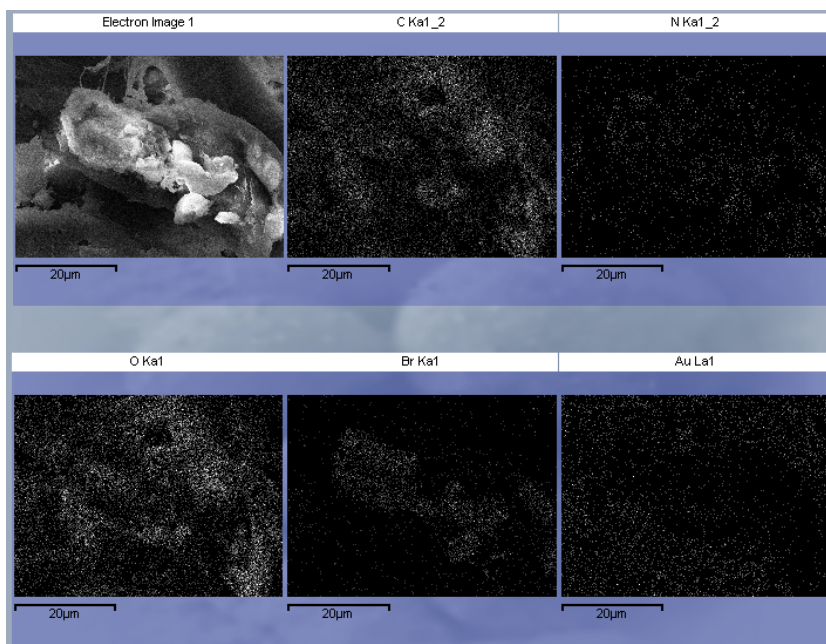 Electron Image 1
C Ka1_2
N Ka1_2
20μm
20μm
20μm
O Ka1
Br Ka1
Au La1
20μm
20μm
20μm